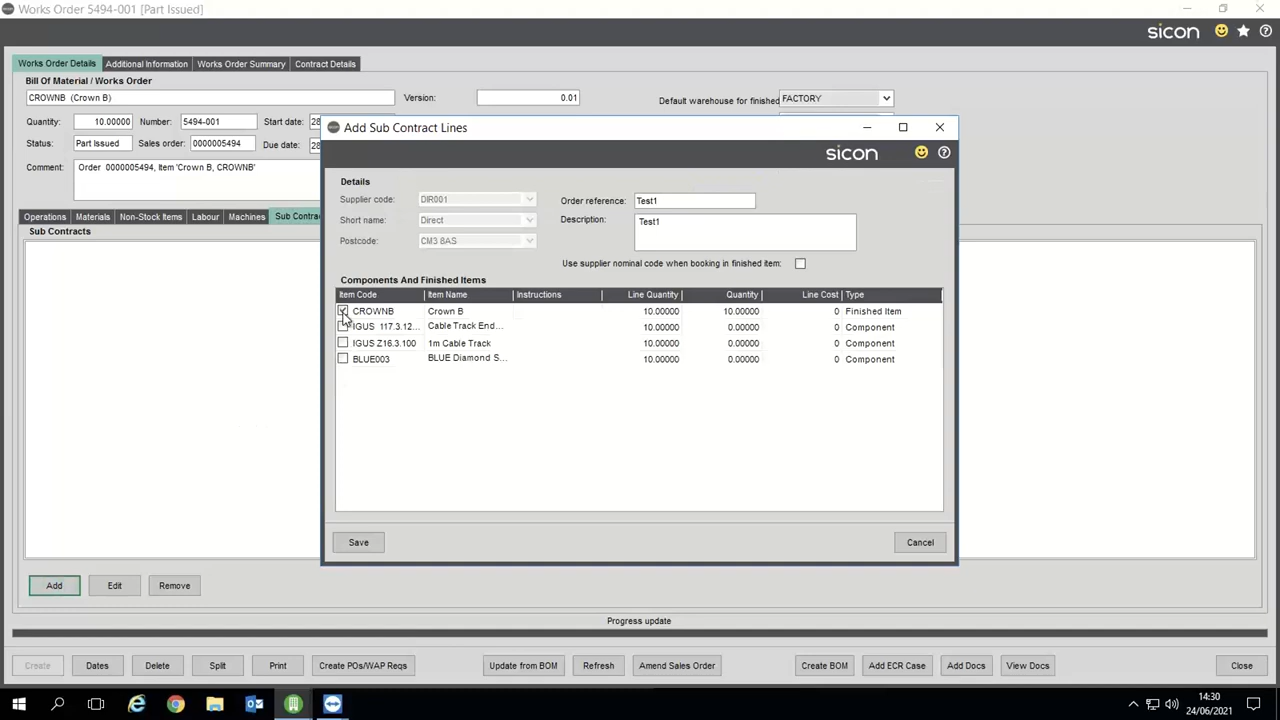 Works Order 5494-001 [Part Issued]
sicon
Works Order Details Additional Information Works Order Summary Contract Details
Bill Of Material / Works Order
CROWNB (Crown B) Version: 0.01 Default warehouse for finished FACTORY
Quantity: 10.00000 Number: 5494-001 Start date: 28
Status: Part Issued Sales order: 0000005494 Due date: 28
Comment: Order 0000005494, Item 'Crown B, CROWNB'
Operations Materials Non-Stock Items Labour Machines Sub Contrac
Sub Contracts
Add Sub Contract Lines
sicon
Details
Supplier code: DIR001 Order reference: Test1
Short name: Direct Description: Test1
Postcode: CM3 8AS
Use supplier nominal code when booking in finished item:
Components And Finished Items
Item Code Item Name Instructions Line Quantity Quantity Line Cost Type
CROWNB Crown B 10.00000 10.00000 0 Finished Item
IGUS 117.3.12... Cable Track End... 10.00000 0.00000 0 Component
IGUS Z16.3.100 1m Cable Track 10.00000 0.00000 0 Component
BLUE003 BLUE Diamond S... 10.00000 0.00000 0 Component
Save Cancel
Add Edit Remove
Progress update
Create Dates Delete Split Print Create POs/WAP Reqs Update from BOM Refresh Amend Sales Order Create BOM Add ECR Case Add Docs View Docs Close
14:30
24/06/2021